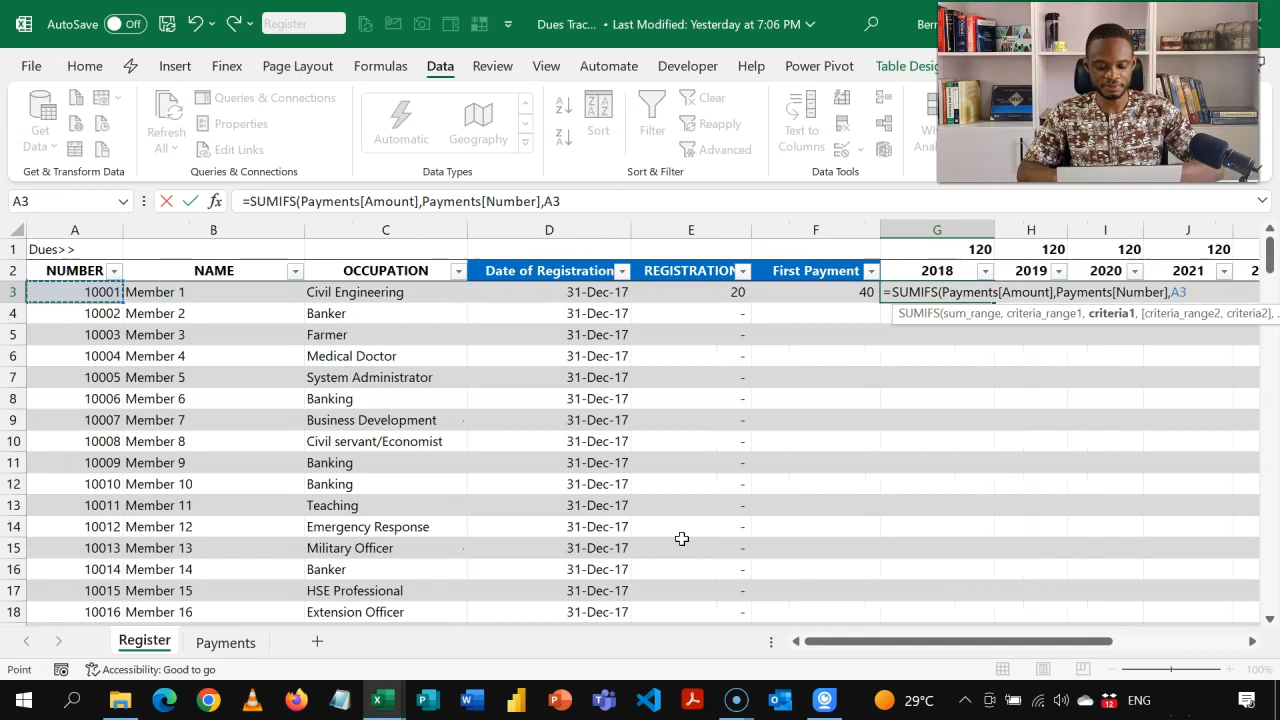 AutoSave Off Register Dues Trac... • Last Modified: Yesterday at 7:06 PM Bern
File Home Insert Finex Page Layout Formulas Data Review View Automate Developer Help Power Pivot Table Desig
Get Data Refresh All Queries & Connections Properties Edit Links Automatic Geography Sort Filter Clear Reapply Advanced Text to Columns
Get & Transform Data Queries & Connections Data Types Sort & Filter Data Tools
A3 fx =SUMIFS(Payments[Amount],Payments[Number],A3
A B C D E F G H I J
1 Dues>> 120 120 120 120
2 NUMBER NAME OCCUPATION Date of Registration REGISTRATION First Payment 2018 2019 2020 2021 2
3 10001 Member 1 Civil Engineering 31-Dec-17 20 40 =SUMIFS(Payments[Amount],Payments[Number],A3
SUMIFS(sum_range, criteria_range1, criteria1, [criteria_range2, criteria2], ...
4 10002 Member 2 Banker 31-Dec-17 -
5 10003 Member 3 Farmer 31-Dec-17 -
6 10004 Member 4 Medical Doctor 31-Dec-17 -
7 10005 Member 5 System Administrator 31-Dec-17 -
8 10006 Member 6 Banking 31-Dec-17 -
9 10007 Member 7 Business Development 31-Dec-17 -
10 10008 Member 8 Civil servant/Economist 31-Dec-17 -
11 10009 Member 9 Banking 31-Dec-17 -
12 10010 Member 10 Banking 31-Dec-17 -
13 10011 Member 11 Teaching 31-Dec-17 -
14 10012 Member 12 Emergency Response 31-Dec-17 -
15 10013 Member 13 Military Officer 31-Dec-17 -
16 10014 Member 14 Banker 31-Dec-17 -
17 10015 Member 15 HSE Professional 31-Dec-17 -
18 10016 Member 16 Extension Officer 31-Dec-17 -
Register Payments +
Point Accessibility: Good to go 100%
29°C 12 ENG